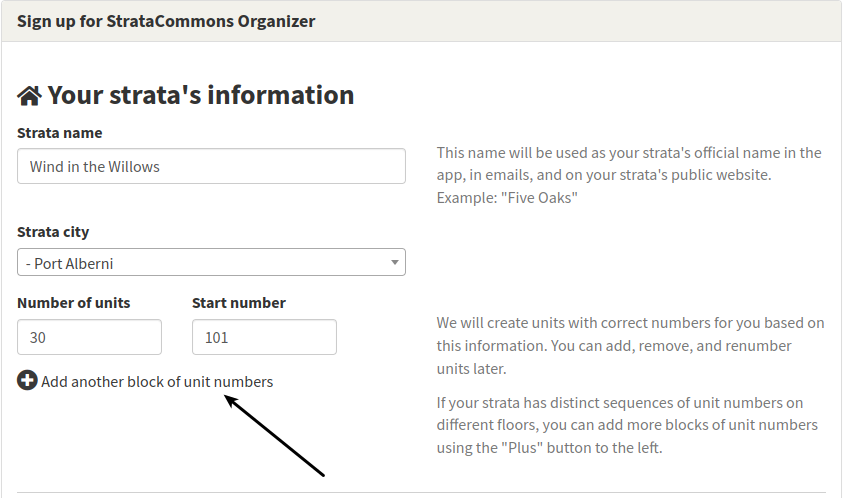 Sign up for StrataCommons Organizer
Your strata's information
Strata name
Wind in the Willows
This name will be used as your strata's official name in the
app, in emails, and on your strata's public website.
Example: "Five Oaks"
Strata city
- Port Alberni
Number of units
Start number
30
101
Add another block of unit numbers
We will create units with correct numbers for you based on
this information. You can add, remove, and renumber
units later.
If your strata has distinct sequences of unit numbers on
different floors, you can add more blocks of unit numbers
using the "Plus" button to the left.